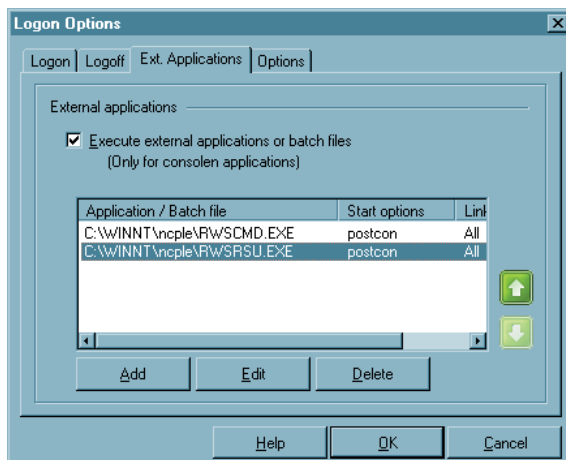 Logon Options
Logon Logoff Ext. Applications Options
External applications
Execute external applications or batch files
(Only for consolen applications)
Application / Batch file Start options Link
C:\WINNT\ncple\RWSCMD.EXE postcon All
C:\WINNT\ncple\RWSRSU.EXE postcon All
Add Edit Delete
Help OK Cancel